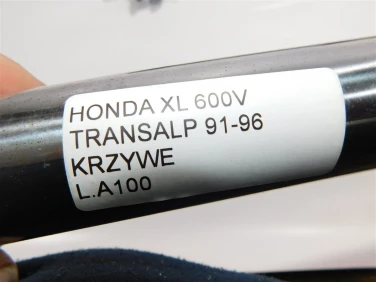 HONDA XL 600V
TRANSALP 91-96
KRZYWE
L.A100